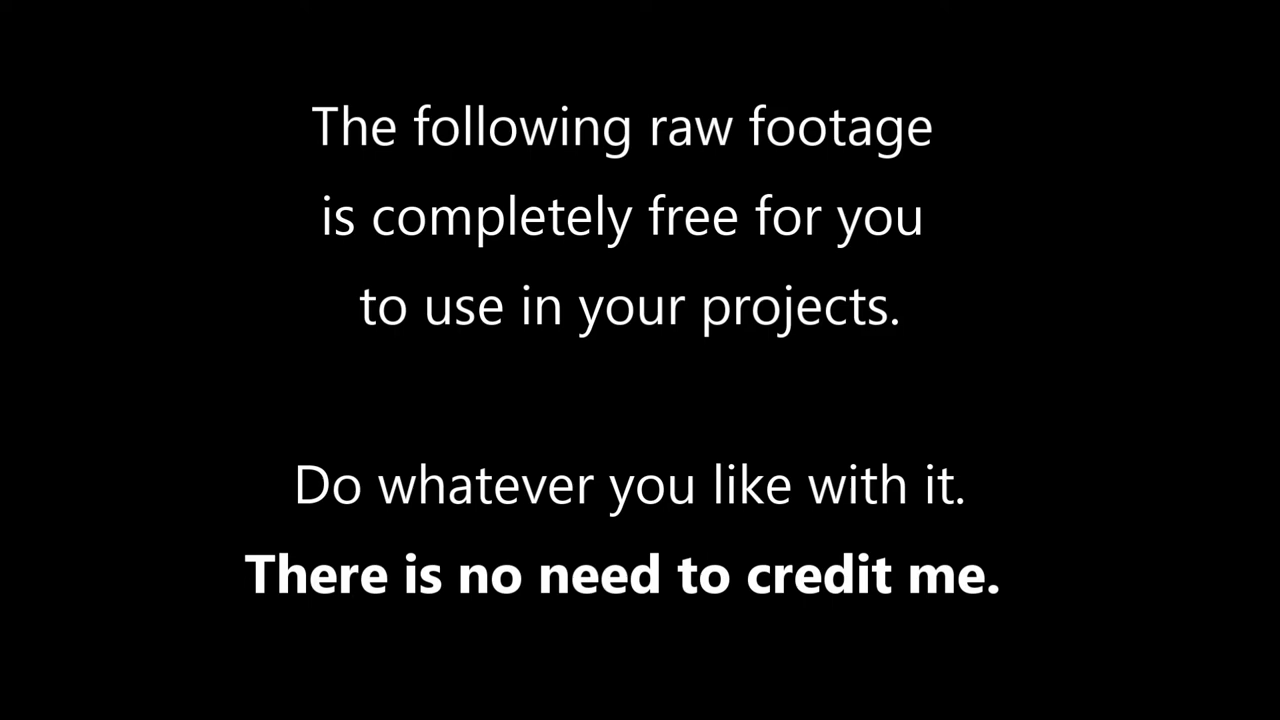 The following raw footage
is completely free for you
to use in your projects.
Do whatever you like with it.
There is no need to credit me.